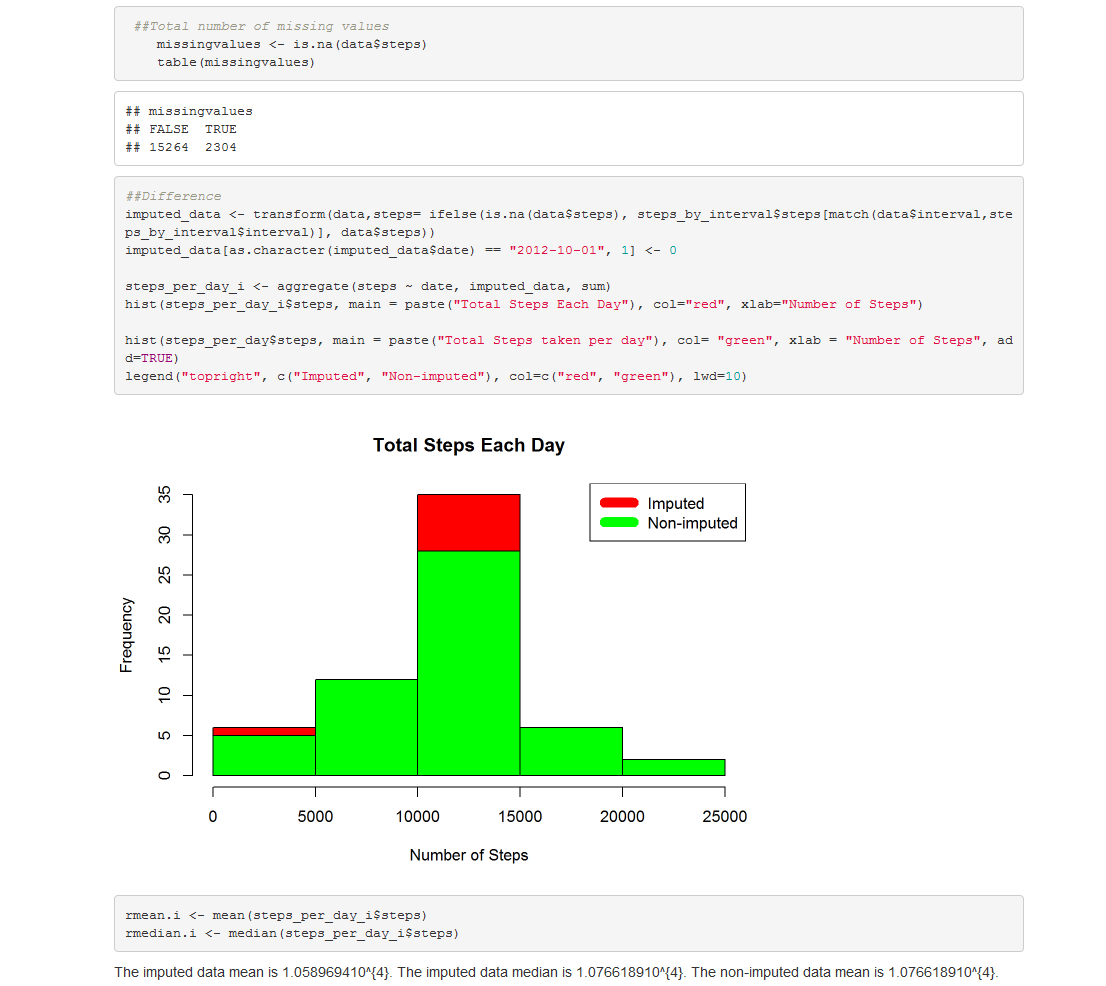 ##Total number of missing values
missingvalues <- is.na(data$steps)
table(missingvalues)
## missingvalues
## FALSE  TRUE
## 15264  2304
##Difference
imputed_data <- transform(data,steps= ifelse(is.na(data$steps), steps_by_interval$steps[match(data$interval,ste
ps_by_interval$interval)], data$steps))
imputed_data[as.character(imputed_data$date) == "2012-10-01", 1] <- 0
steps_per_day_i <- aggregate(steps ~ date, imputed_data, sum)
hist(steps_per_day_i$steps, main = paste("Total Steps Each Day"), col="red", xlab="Number of Steps")
hist(steps_per_day$steps, main = paste("Total Steps taken per day"), col= "green", xlab = "Number of Steps", ad
d=TRUE)
legend("topright", c("Imputed", "Non-imputed"), col=c("red", "green"), lwd=10)
Total Steps Each Day
Imputed
Non-imputed
Frequency
35
30
25
20
15
10
5
0
0 5000 10000 15000 20000 25000
Number of Steps
rmean.i <- mean(steps_per_day_i$steps)
rmedian.i <- median(steps_per_day_i$steps)
The imputed data mean is 1.058969410^{4}. The imputed data median is 1.076618910^{4}. The non-imputed data mean is 1.076618910^{4}.